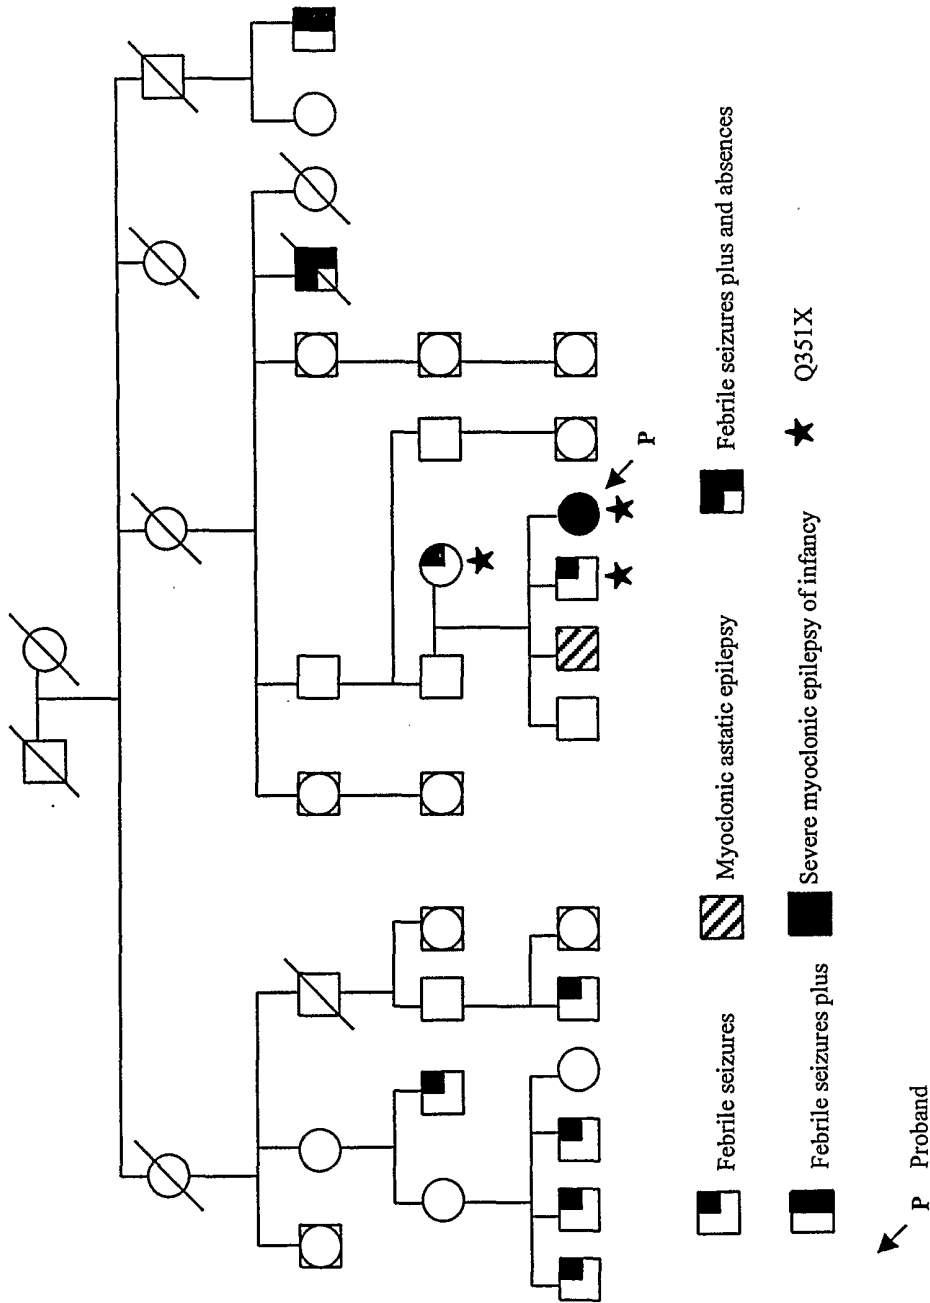 P
Febrile seizures
Myoclonic astatic epilepsy
Febrile seizures plus and absences
Febrile seizures plus
Severe myoclonic epilepsy of infancy
Q351X
P Proband